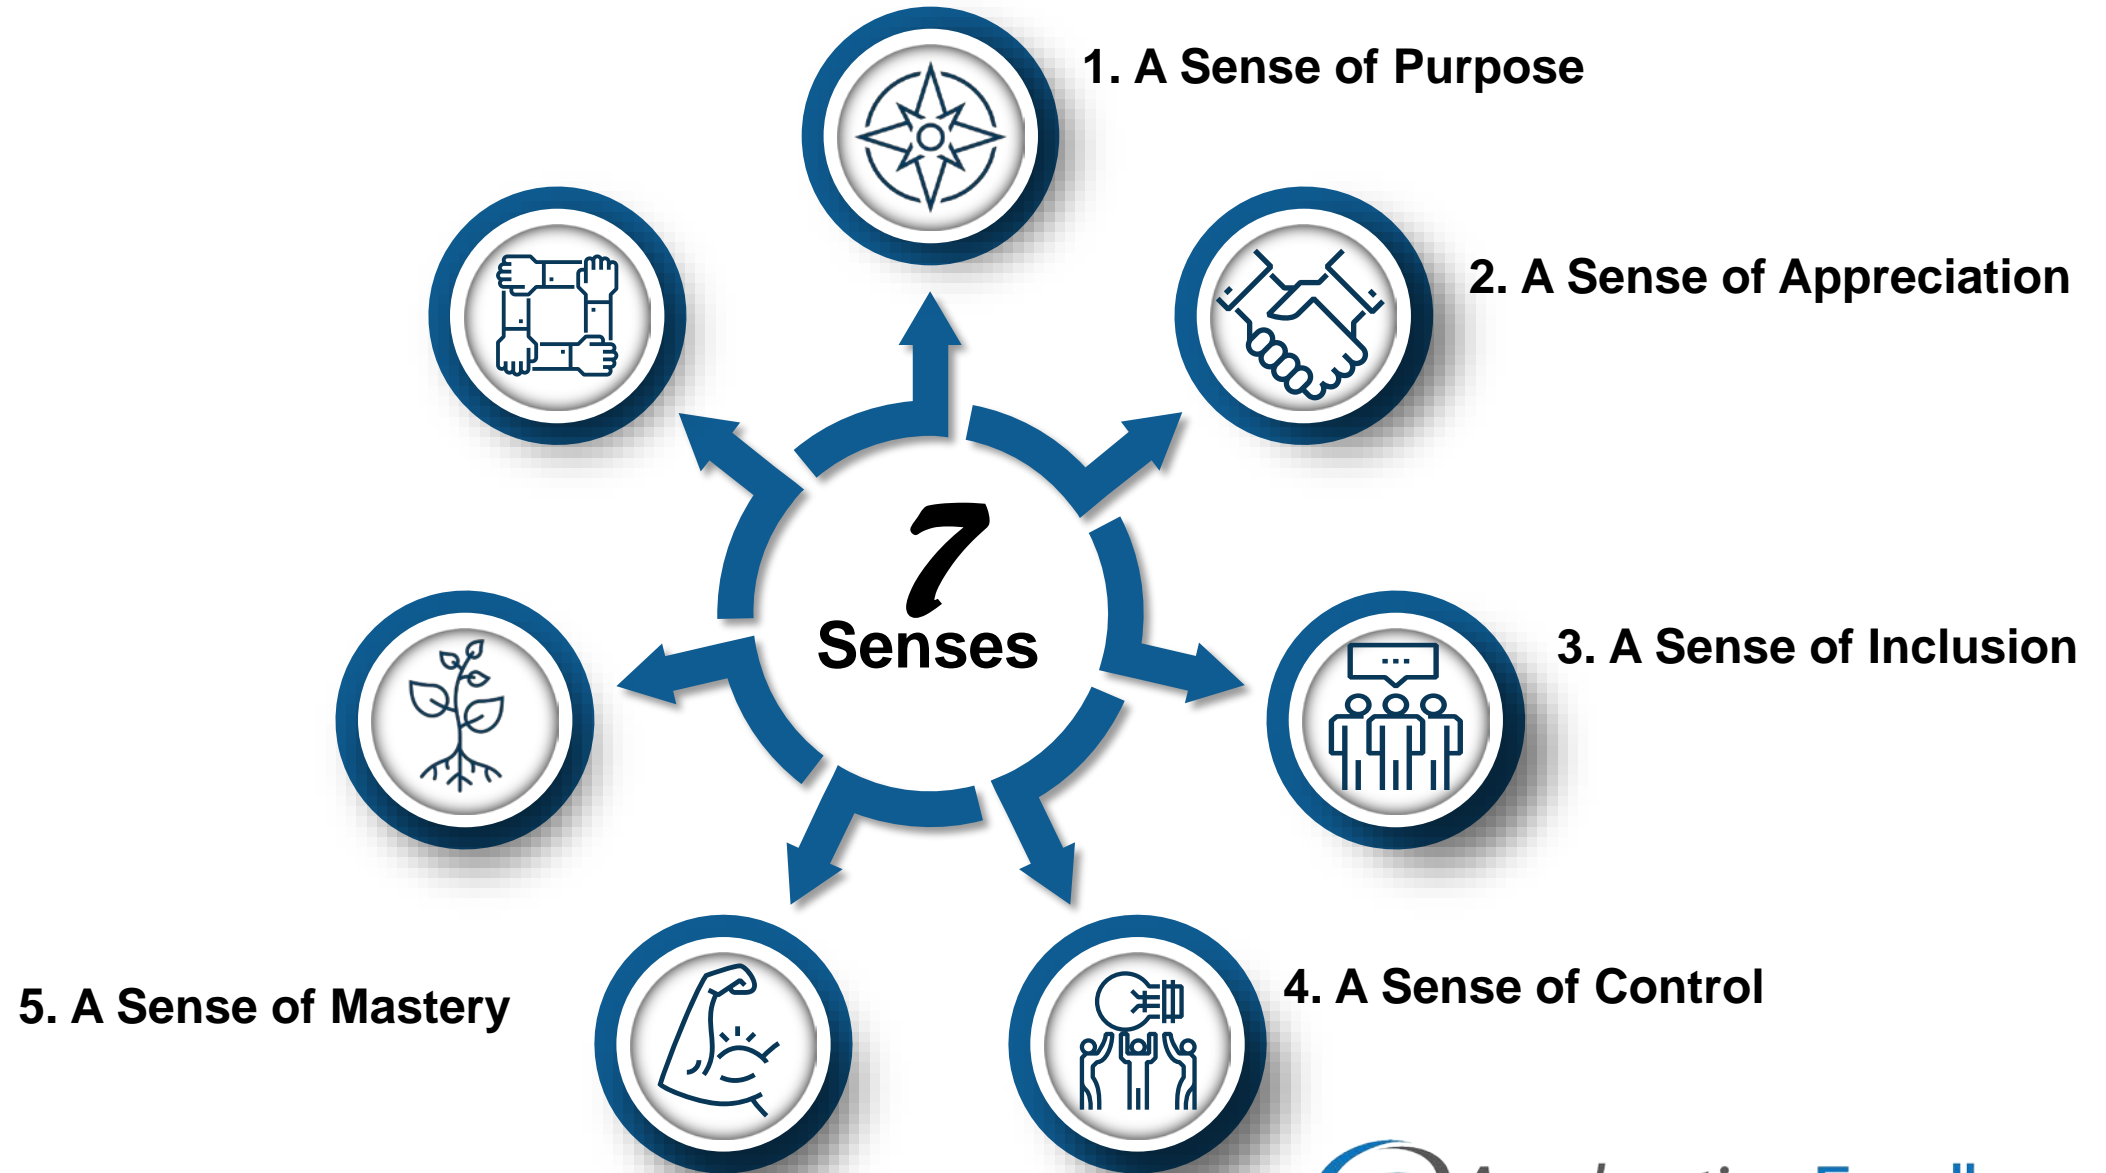 1. A Sense of Purpose
2. A Sense of Appreciation
7
Senses
3. A Sense of Inclusion
4. A Sense of Control
5. A Sense of Mastery